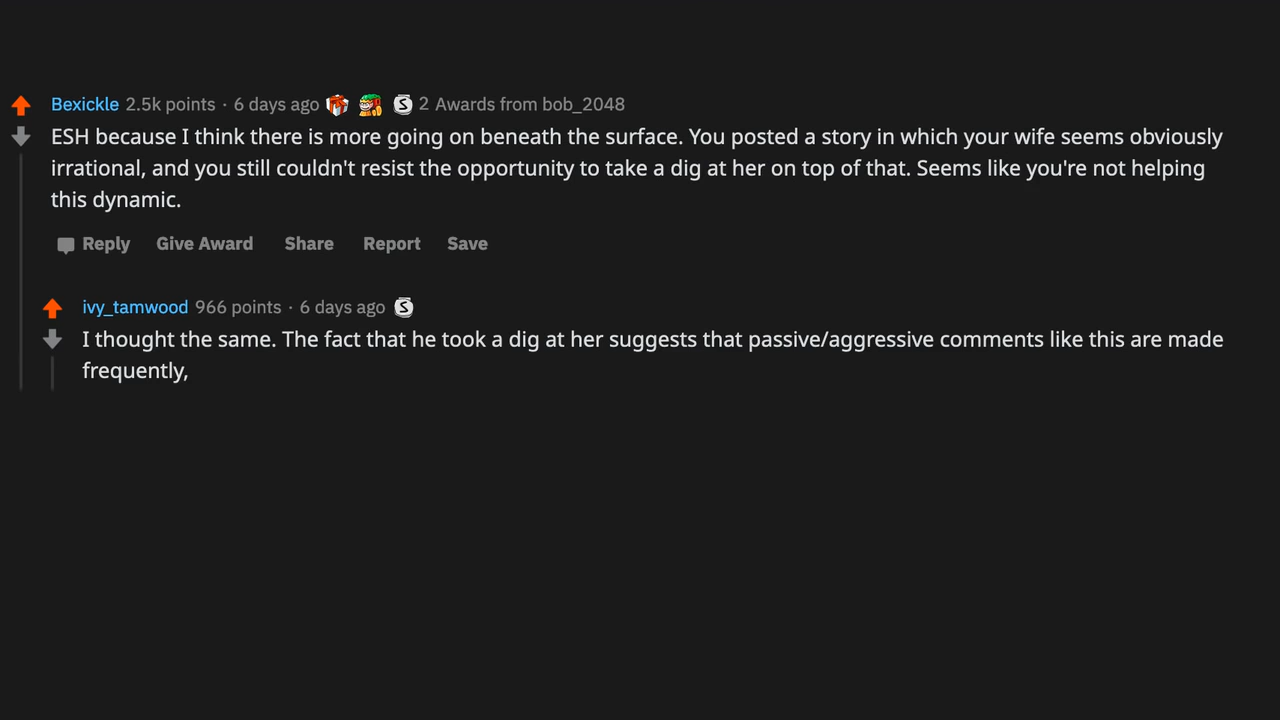 Bexickle 2.5k points · 6 days ago 2 Awards from bob_2048
ESH because I think there is more going on beneath the surface. You posted a story in which your wife seems obviously
irrational, and you still couldn't resist the opportunity to take a dig at her on top of that. Seems like you're not helping
this dynamic.
Reply Give Award Share Report Save
ivy_tamwood 966 points · 6 days ago
I thought the same. The fact that he took a dig at her suggests that passive/aggressive comments like this are made
frequently,